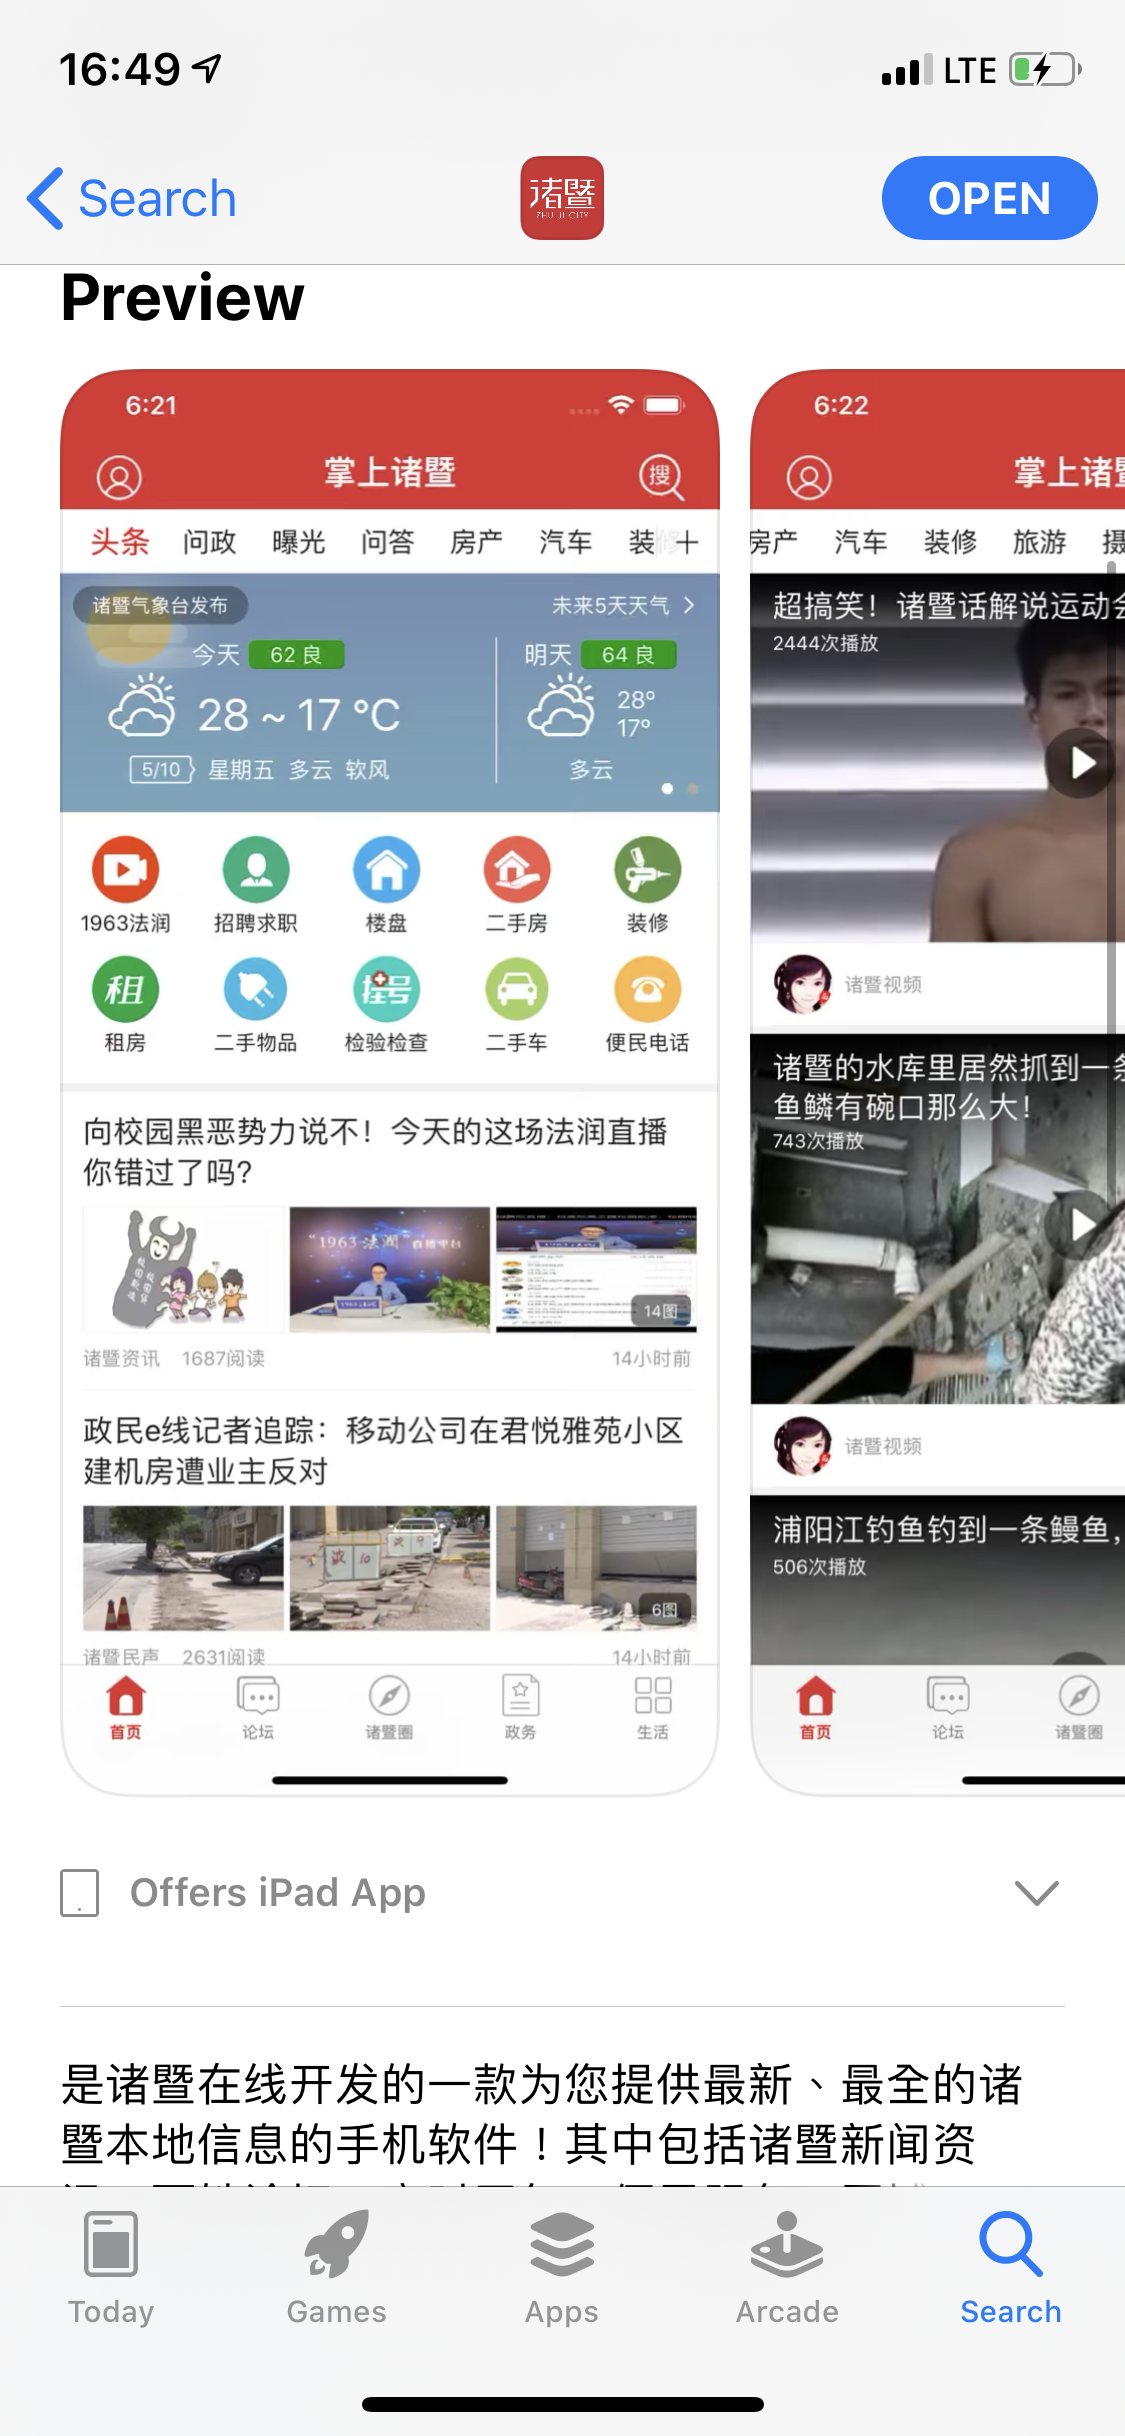 16:49
LTE
Search
诸暨
ZHU JI CITY
OPEN
Preview
6:21
掌上诸暨
搜
头条 问政 曝光 问答 房产 汽车 装修
诸暨气象台发布
未来5天天气
今天 62 良
28 ~ 17 °C
5/10 星期五 多云 软风
明天 64 良
28°
17°
多云
1963法润 招聘求职 楼盘 二手房 装修
租 挂号
租房 二手物品 检验检查 二手车 便民电话
向校园黑恶势力说不！今天的这场法润直播
你错过了吗?
“1963 法润” 直播平台
14图
诸暨资讯 1687阅读 14小时前
政民e线记者追踪：移动公司在君悦雅苑小区
建机房遭业主反对
6图
诸暨民声 2631阅读 14小时前
首页 论坛 诸暨圈 政务 生活
6:22
掌上诸暨
房产 汽车 装修 旅游 摄
超搞笑！诸暨话解说运动会
2444次播放
诸暨视频
诸暨的水库里居然抓到一条
鱼鳞有碗口那么大！
743次播放
诸暨视频
浦阳江钓鱼钓到一条鳗鱼，
506次播放
首页 论坛 诸暨圈
Offers iPad App
是诸暨在线开发的一款为您提供最新、最全的诸
暨本地信息的手机软件！其中包括诸暨新闻资
Today Games Apps Arcade Search